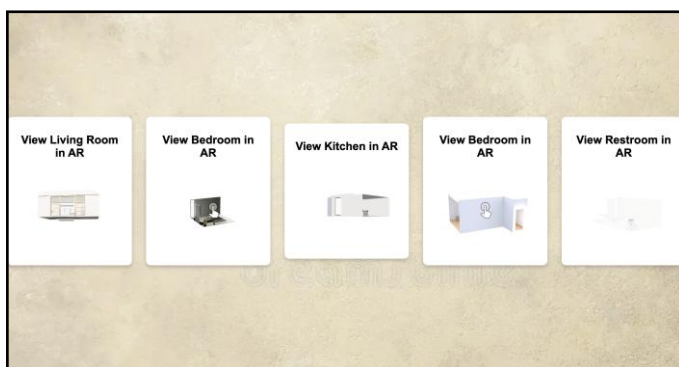 View Living Room
in AR
View Bedroom in
AR
View Kitchen in AR
View Bedroom in
AR
View Restroom in
AR
dreamstime